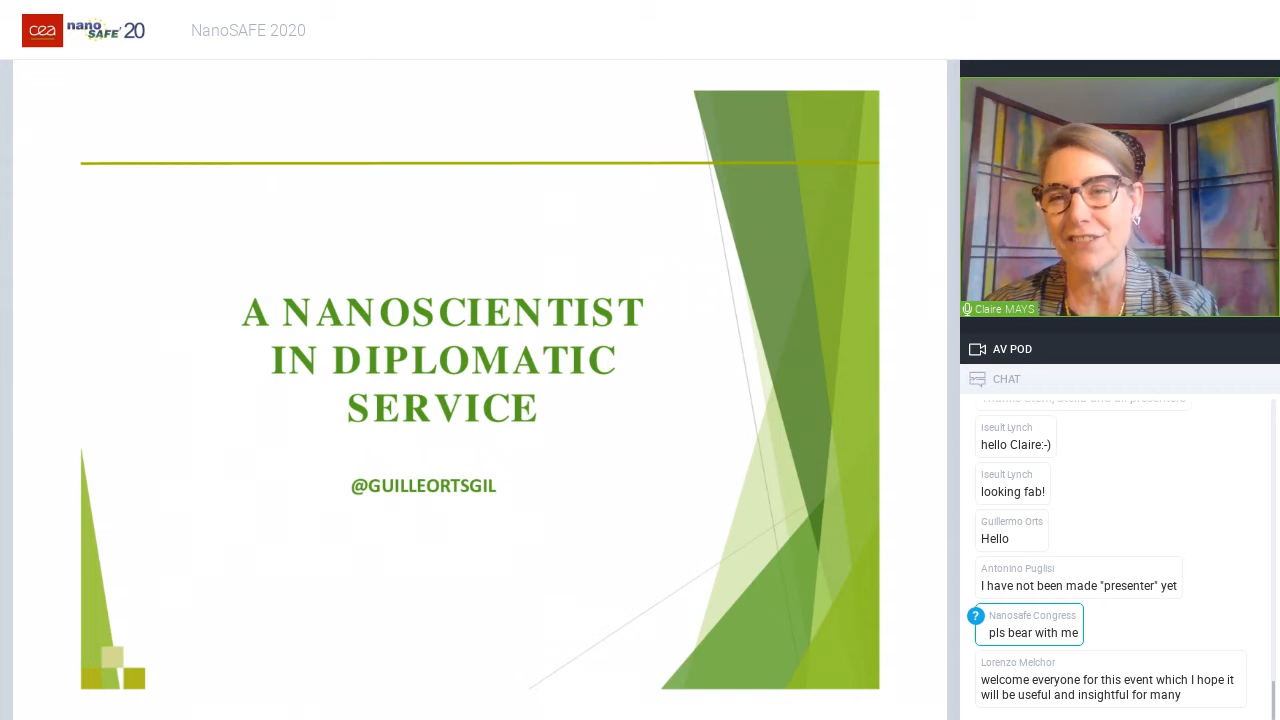 cea nano SAFE' 20
NanoSAFE 2020
A NANOSCIENTIST
IN DIPLOMATIC
SERVICE
@GUILLEORTSGIL
Claire MAYS
AV POD
CHAT
Iseult Lynch
hello Claire:-)
Iseult Lynch
looking fab!
Guillermo Orts
Hello
Antonino Puglisi
I have not been made "presenter" yet
?
Nanosafe Congress
pls bear with me
Lorenzo Melchor
welcome everyone for this event which I hope it
will be useful and insightful for many